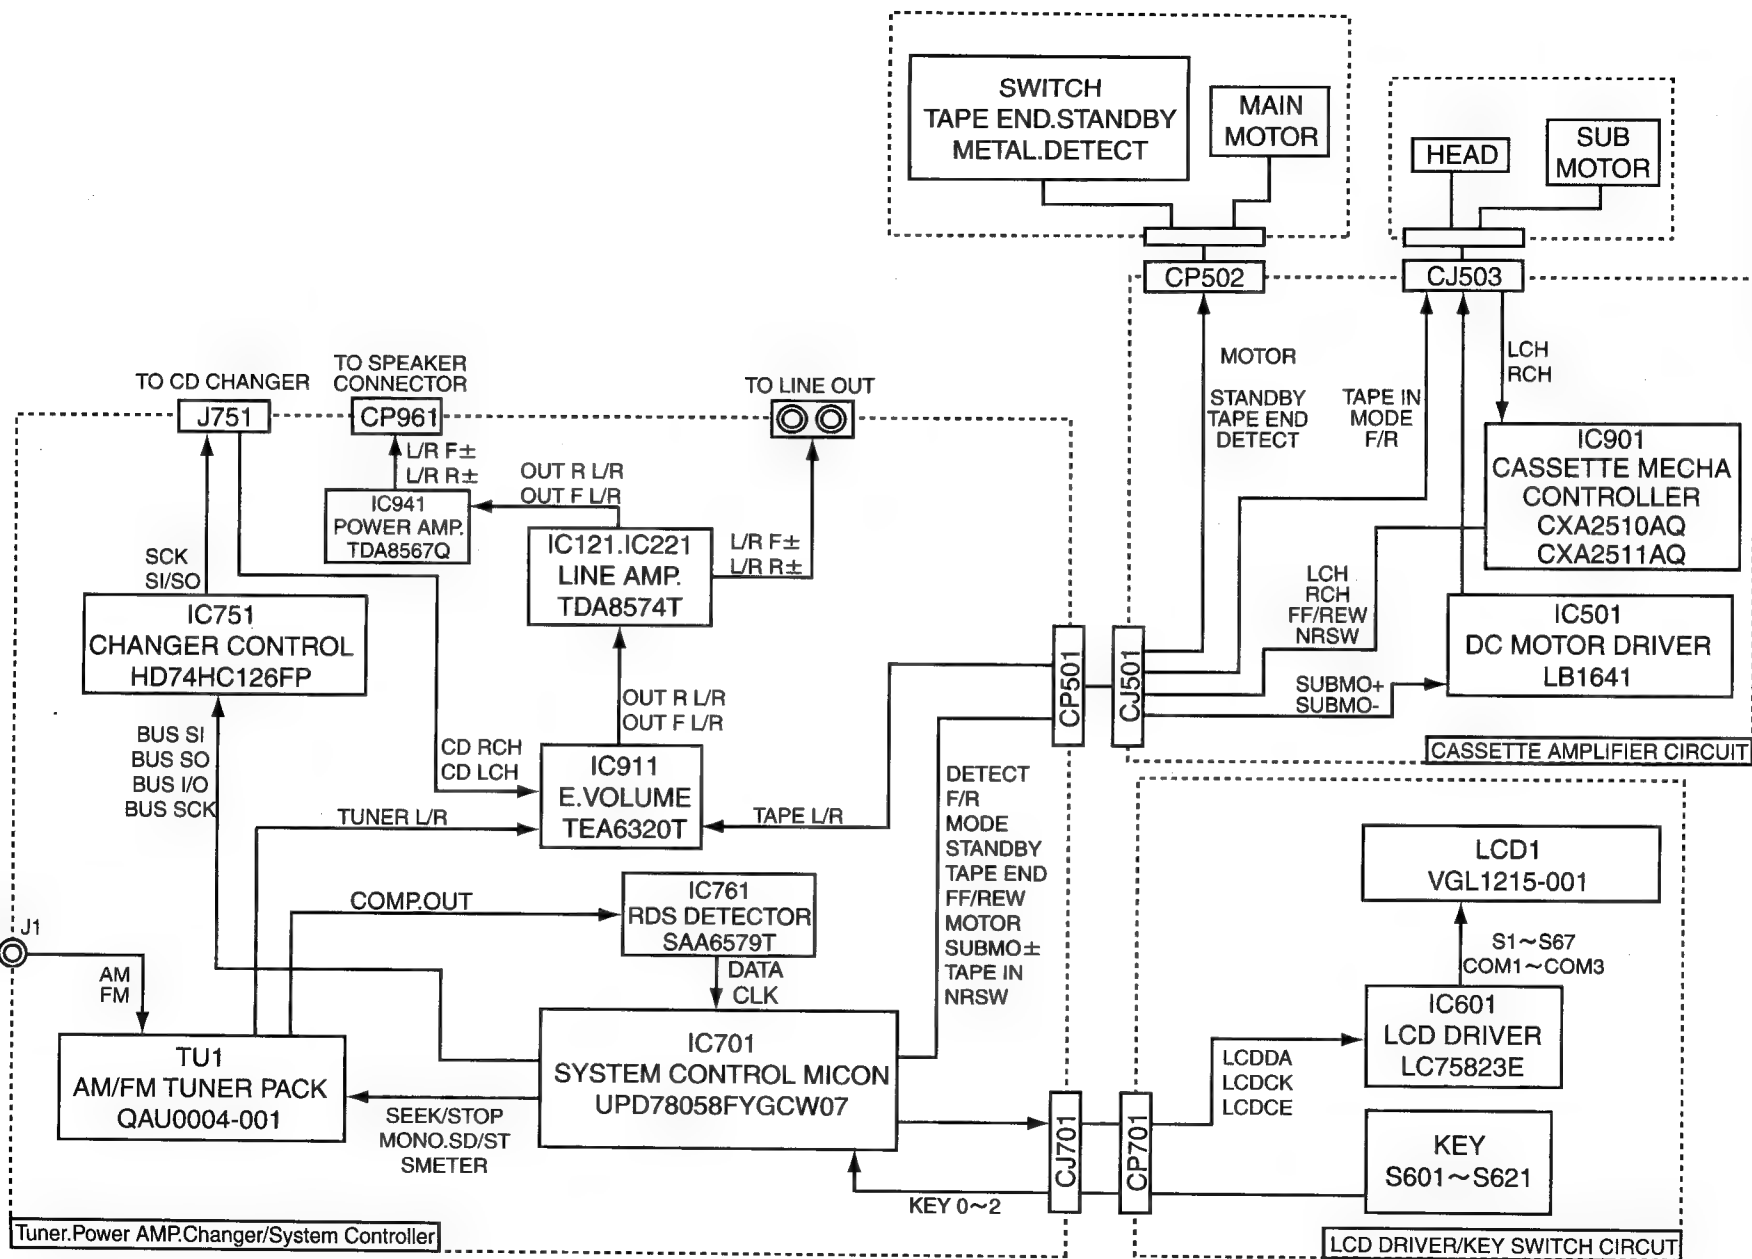 SWITCH
TAPE END.STANDBY
METAL.DETECT
MAIN
MOTOR
HEAD
SUB
MOTOR
CP502
CJ503
MOTOR
STANDBY
TAPE END
DETECT
TAPE IN
MODE
F/R
LCH
RCH
IC901
CASSETTE MECHA
CONTROLLER
CXA2510AQ
CXA2511AQ
LCH
RCH
FF/REW
NRSW
IC501
DC MOTOR DRIVER
LB1641
SUBMO+
SUBMO-
CJ501
CP501
CASSETTE AMPLIFIER CIRCUIT
TO CD CHANGER
J751
TO SPEAKER
CONNECTOR
CP961
TO LINE OUT
L/R F±
L/R R±
IC941
POWER AMP.
TDA8567Q
OUT R L/R
OUT F L/R
IC121.IC221
LINE AMP.
TDA8574T
L/R F±
L/R R±
SCK
SI/SO
IC751
CHANGER CONTROL
HD74HC126FP
BUS SI
BUS SO
BUS I/O
BUS SCK
OUT R L/R
OUT F L/R
CD RCH
CD LCH
IC911
E.VOLUME
TEA6320T
TUNER L/R
TAPE L/R
COMP.OUT
IC761
RDS DETECTOR
SAA6579T
DATA
CLK
DETECT
F/R
MODE
STANDBY
TAPE END
FF/REW
MOTOR
SUBMO±
TAPE IN
NRSW
J1
AM
FM
TU1
AM/FM TUNER PACK
QAU0004-001
SEEK/STOP
MONO.SD/ST
SMETER
IC701
SYSTEM CONTROL MICON
UPD78058FYGCW07
CJ701
CP701
KEY 0~2
LCD1
VGL1215-001
S1~S67
COM1~COM3
IC601
LCD DRIVER
LC75823E
LCDDA
LCDCK
LCDCE
KEY
S601~S621
Tuner.Power AMP.Changer/System Controller
LCD DRIVER/KEY SWITCH CIRCUT